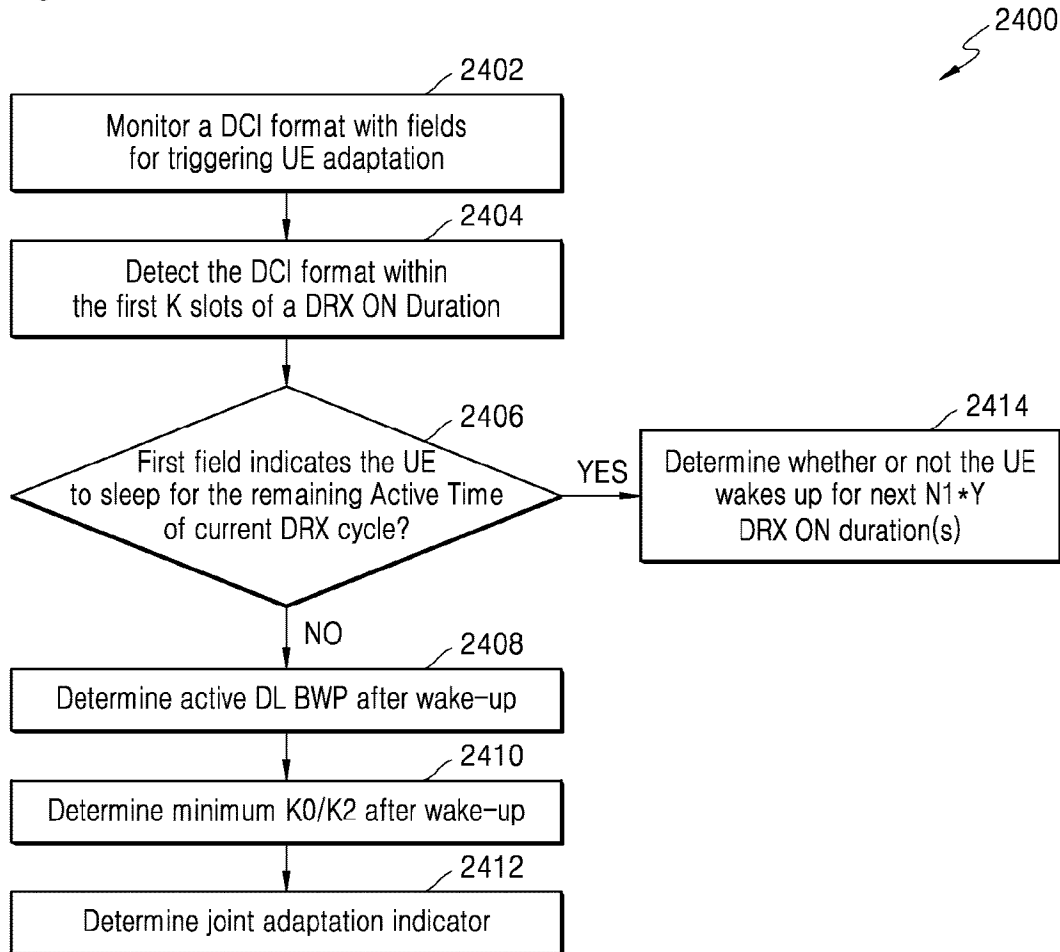 2400
2402
Monitor a DCI format with fields
for triggering UE adaptation
2404
Detect the DCI format within
the first K slots of a DRX ON Duration
2406
First field indicates the UE
to sleep for the remaining Active Time
of current DRX cycle?
YES
2414
Determine whether or not the UE
wakes up for next N1*Y
DRX ON duration(s)
NO
2408
Determine active DL BWP after wake-up
2410
Determine minimum K0/K2 after wake-up
2412
Determine joint adaptation indicator